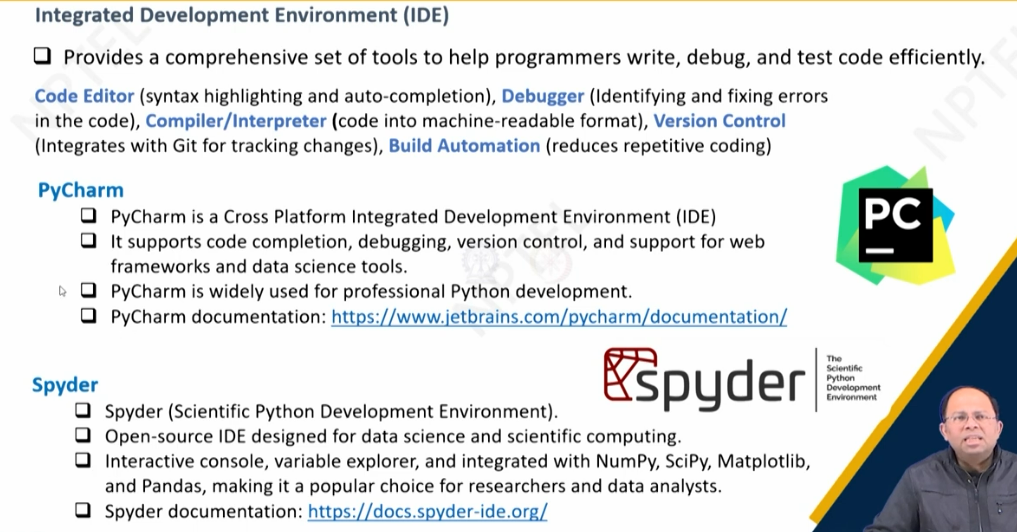 Integrated Development Environment (IDE)
❑ Provides a comprehensive set of tools to help programmers write, debug, and test code efficiently.
Code Editor (syntax highlighting and auto-completion), Debugger (Identifying and fixing errors
in the code), Compiler/Interpreter (code into machine-readable format), Version Control
(Integrates with Git for tracking changes), Build Automation (reduces repetitive coding)
PyCharm
❑ PyCharm is a Cross Platform Integrated Development Environment (IDE)
❑ It supports code completion, debugging, version control, and support for web
frameworks and data science tools.
❑ PyCharm is widely used for professional Python development.
❑ PyCharm documentation: https://www.jetbrains.com/pycharm/documentation/
PC
Spyder
spyder
The
Scientific
Python
Development
Environment
❑ Spyder (Scientific Python Development Environment).
❑ Open-source IDE designed for data science and scientific computing.
❑ Interactive console, variable explorer, and integrated with NumPy, SciPy, Matplotlib,
and Pandas, making it a popular choice for researchers and data analysts.
❑ Spyder documentation: https://docs.spyder-ide.org/
NPTEL
NPTEL
NPTEL